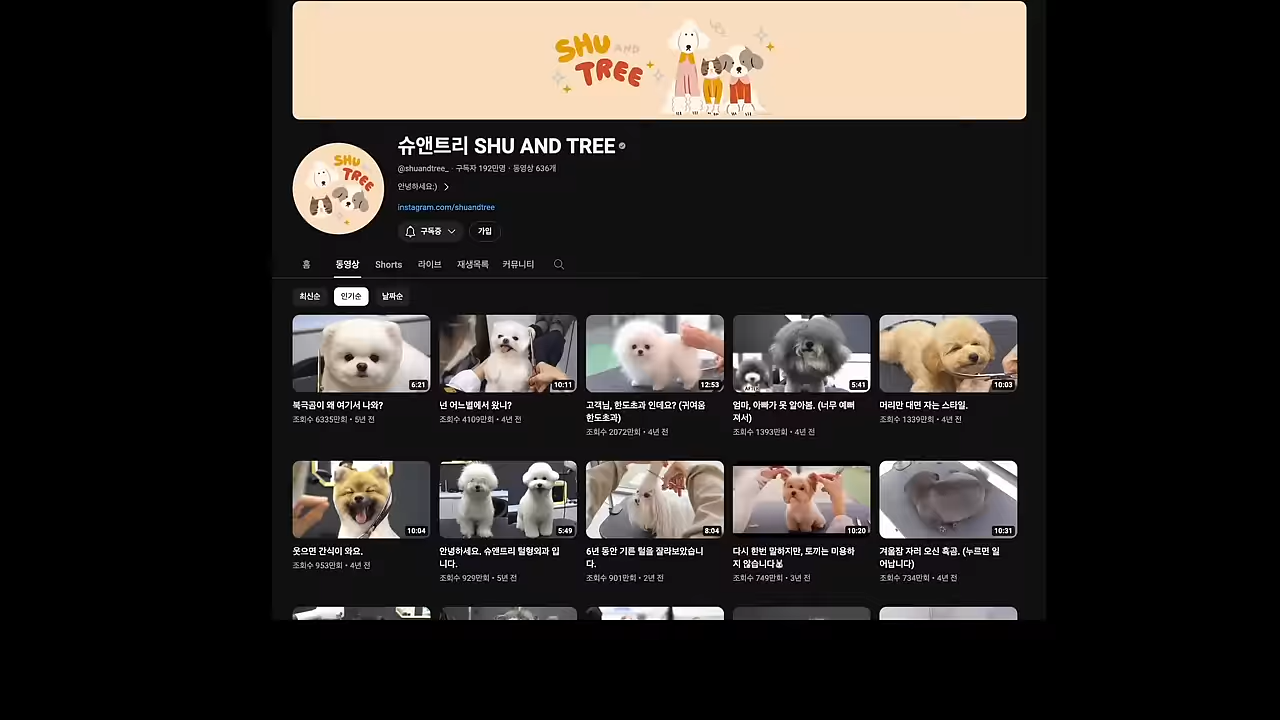 SHU AND
TREE
SHU
TREE
슈앤트리 SHU AND TREE
@shuandtree_ · 구독자 192만명 · 동영상 636개
안녕하세요:)
instagram.com/shuandtree
구독중
가입
홈 동영상 Shorts 라이브 재생목록 커뮤니티
최신순 인기순 날짜순
6:21
10:11
12:53
5:41
10:03
북극곰이 왜 여기서 나와?
조회수 6335만회 • 5년 전
넌 어느별에서 왔니?
조회수 4109만회 • 4년 전
고객님, 한도초과 인데요? (귀여움
한도초과)
조회수 2072만회 • 4년 전
엄마, 아빠가 못 알아봄. (너무 예뻐
져서)
조회수 1393만회 • 4년 전
머리만 대면 자는 스타일.
조회수 1339만회 • 4년 전
10:04
5:49
8:04
10:20
10:31
웃으면 간식이 와요.
조회수 953만회 • 4년 전
안녕하세요. 슈앤트리 털형외과 입
니다.
조회수 929만회 • 5년 전
6년 동안 기른 털을 잘라보았습니
다.
조회수 901만회 • 2년 전
다시 한번 말하지만, 토끼는 미용하
지 않습니다
조회수 749만회 • 3년 전
겨울잠 자러 오신 흑곰. (누르면 일
어납니다)
조회수 734만회 • 4년 전